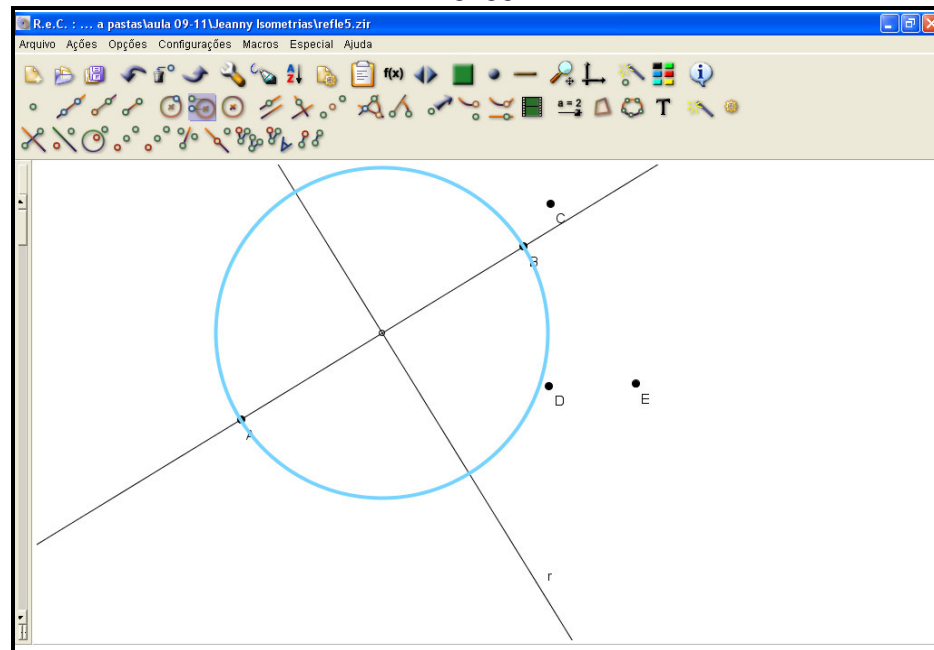 R.e.C. : ... a pastas\aula 09-11\Jeanny Isometrias\refle5.zir
Arquivo Ações Opções Configurações Macros Especial Ajuda
f(x)
a=2 T
C
B
D
E
A
r